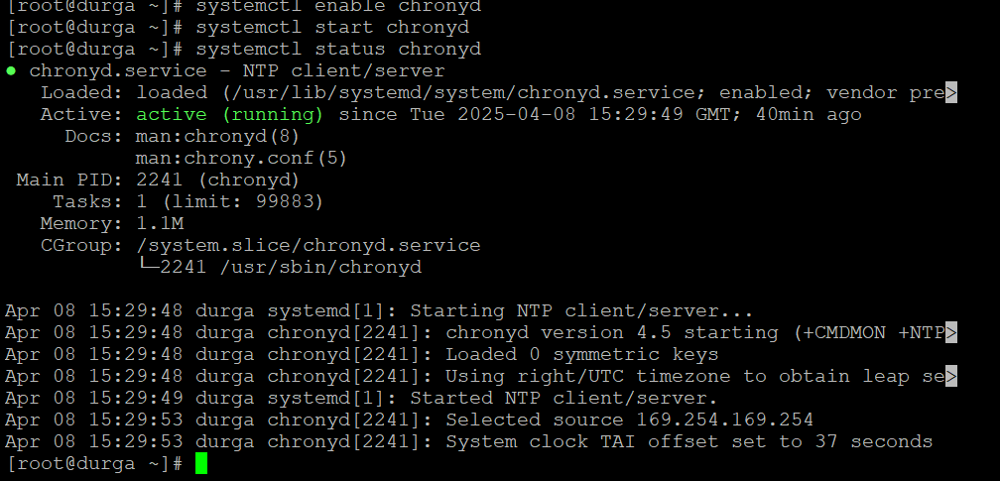 [root@durga ~]# systemctl enable chronyd
[root@durga ~]# systemctl start chronyd
[root@durga ~]# systemctl status chronyd
● chronyd.service - NTP client/server
   Loaded: loaded (/usr/lib/systemd/system/chronyd.service; enabled; vendor pre>
   Active: active (running) since Tue 2025-04-08 15:29:49 GMT; 40min ago
     Docs: man:chronyd(8)
           man:chrony.conf(5)
 Main PID: 2241 (chronyd)
    Tasks: 1 (limit: 99883)
   Memory: 1.1M
   CGroup: /system.slice/chronyd.service
           └─2241 /usr/sbin/chronyd
Apr 08 15:29:48 durga systemd[1]: Starting NTP client/server...
Apr 08 15:29:48 durga chronyd[2241]: chronyd version 4.5 starting (+CMDMON +NTP>
Apr 08 15:29:48 durga chronyd[2241]: Loaded 0 symmetric keys
Apr 08 15:29:48 durga chronyd[2241]: Using right/UTC timezone to obtain leap se>
Apr 08 15:29:49 durga systemd[1]: Started NTP client/server.
Apr 08 15:29:53 durga chronyd[2241]: Selected source 169.254.169.254
Apr 08 15:29:53 durga chronyd[2241]: System clock TAI offset set to 37 seconds
[root@durga ~]#